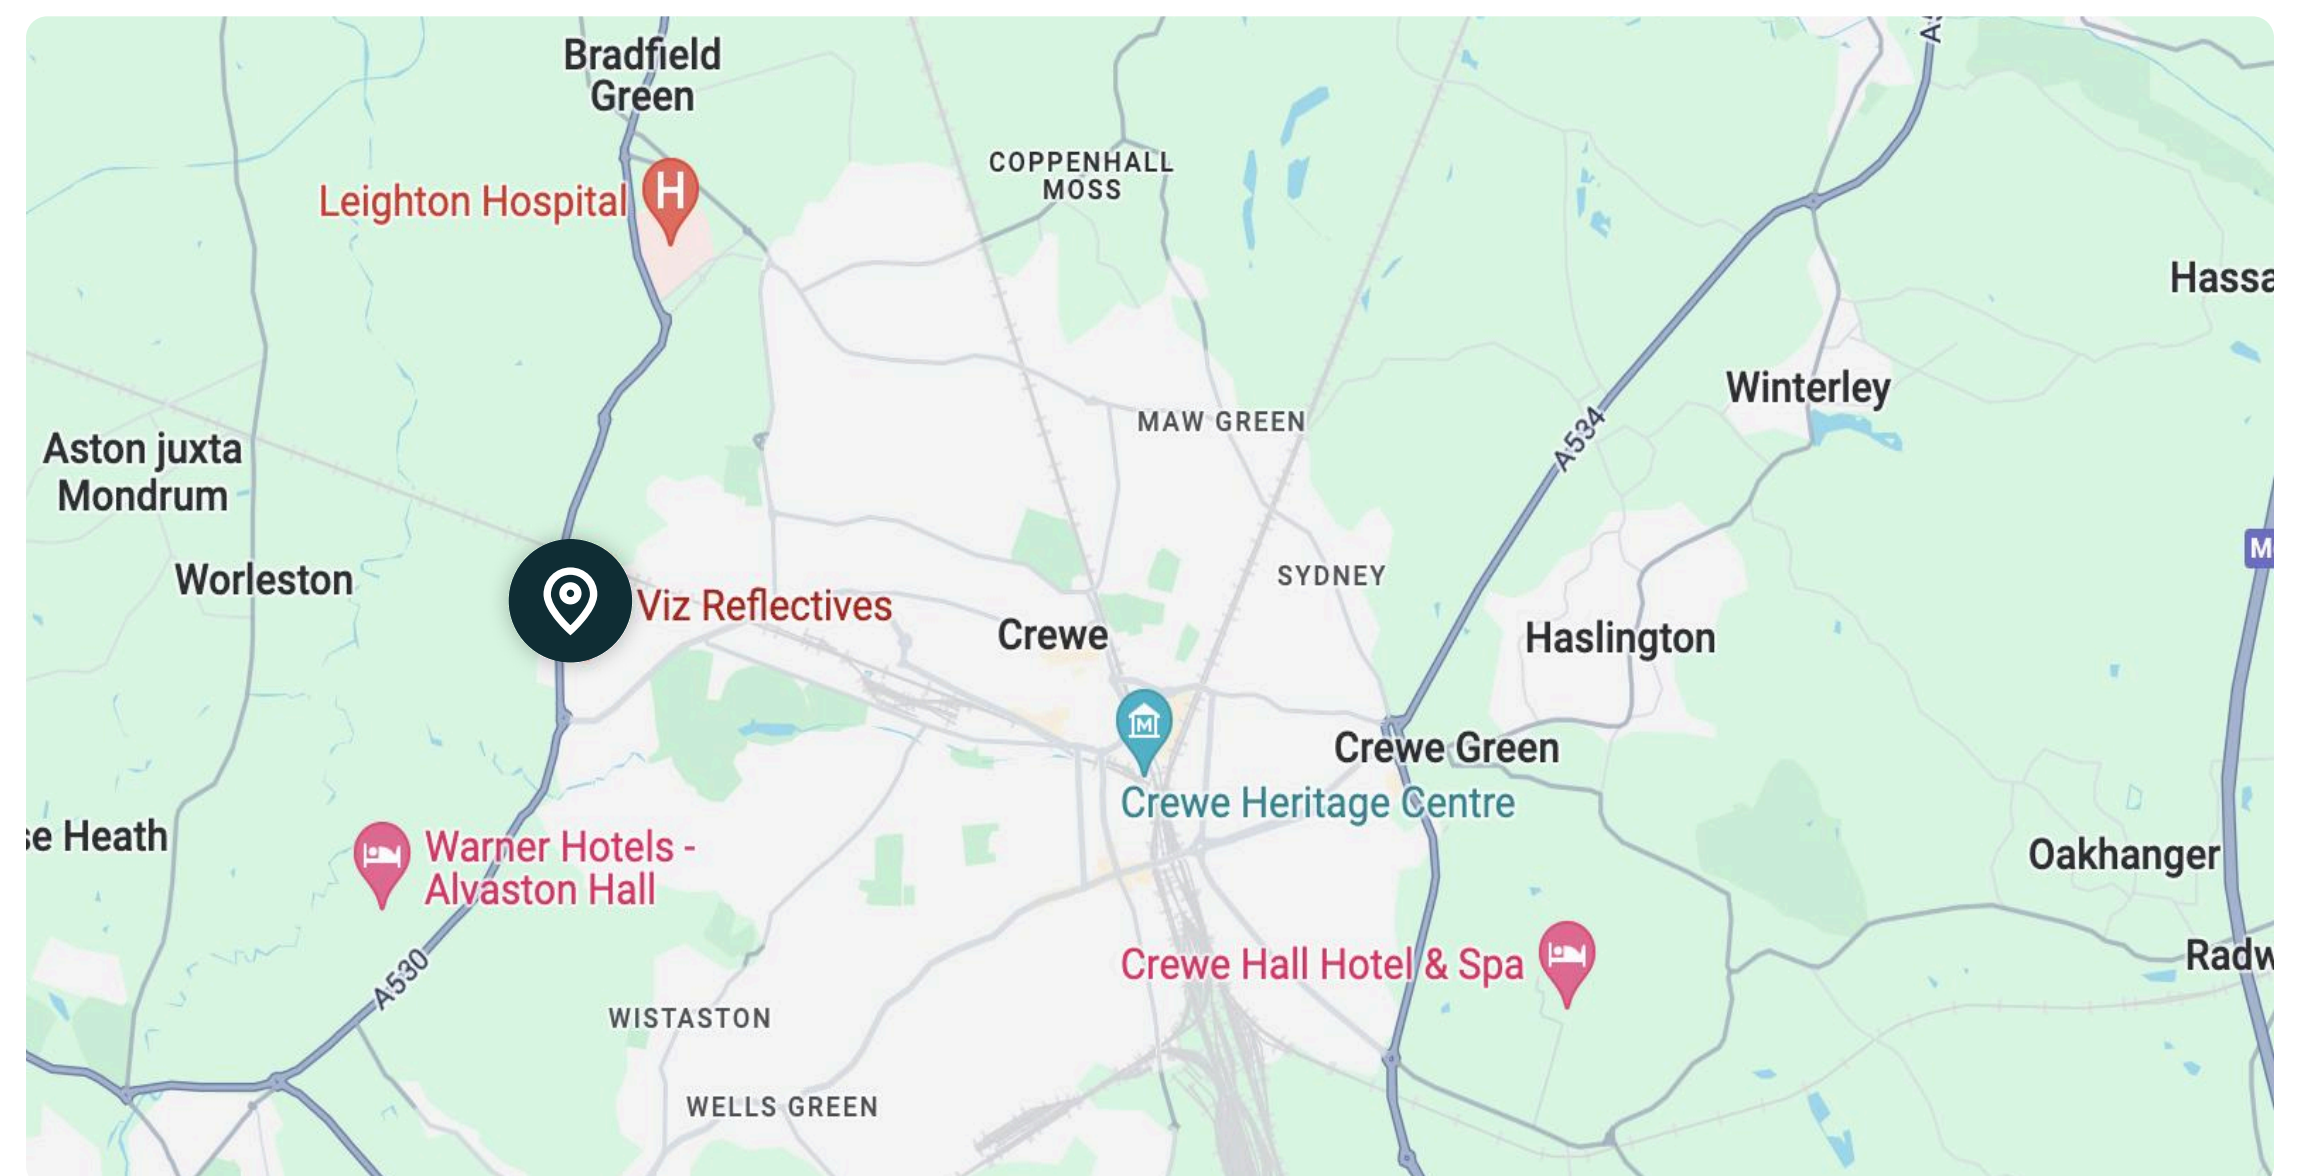 Bradfield
Green
A5
COPPENHALL
MOSS
Leighton Hospital
H
Hassa
Winterley
MAW GREEN
A534
Aston juxta
Mondrum
M
Worleston
SYDNEY
Viz Reflectives
Crewe
Haslington
M
Crewe Green
Crewe Heritage Centre
se Heath
Warner Hotels -
Alvaston Hall
Oakhanger
Radw
Crewe Hall Hotel & Spa
A530
WISTASTON
WELLS GREEN